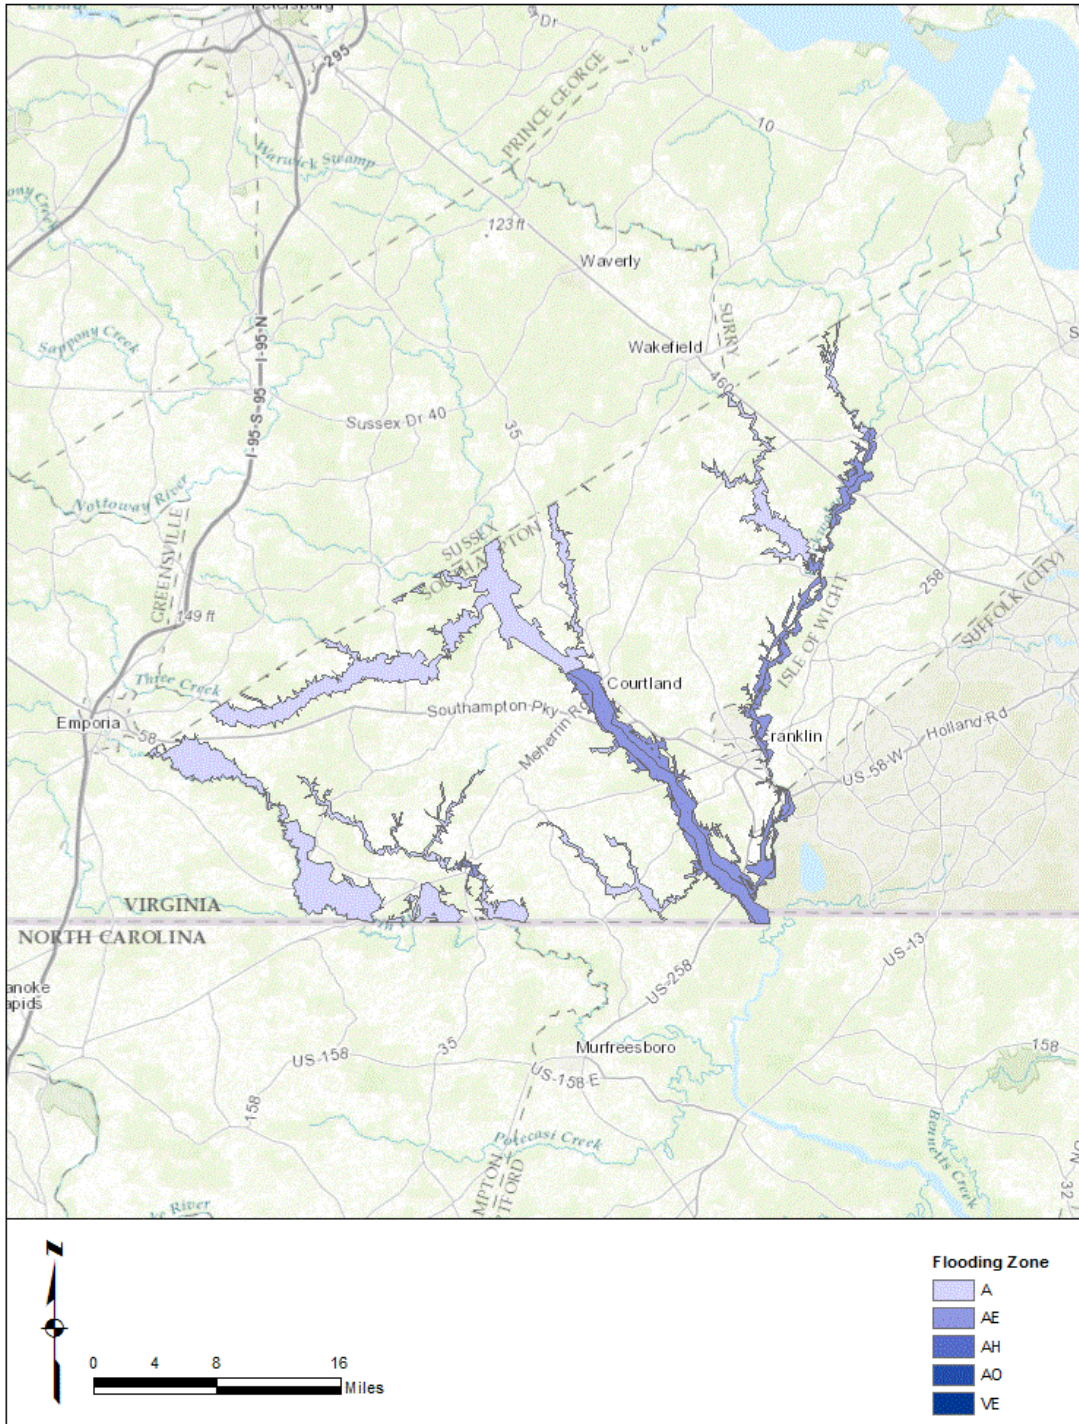 Petersburg
295
PRINCE GEORGE
10
Warwick Swamp
123 ft
Waverly
I-95-S-95
I-95-N
Sappony Creek
SURRY
Wakefield
460
Sussex Dr 40
35
Nottoway River
GREENSVILLE
SUSSEX
SOUTHAMPTON
149 ft
258
SUFFOLK (CITY)
ISLE OF WIGHT
Three Creek
Courtland
Emporia
58
Southampton Pky
Meherrin Rd
ranklin
Holland Rd
US-58-W
VIRGINIA
NORTH CAROLINA
US-13
US-258
anoke
apids
US-158
35
Murfreesboro
158
US-158-E
158
Potecasi Creek
Bennetts Creek
MPTON
TFORD
32
ke River
N
Flooding Zone
A
AE
AH
AO
VE
0 4 8 16
Miles